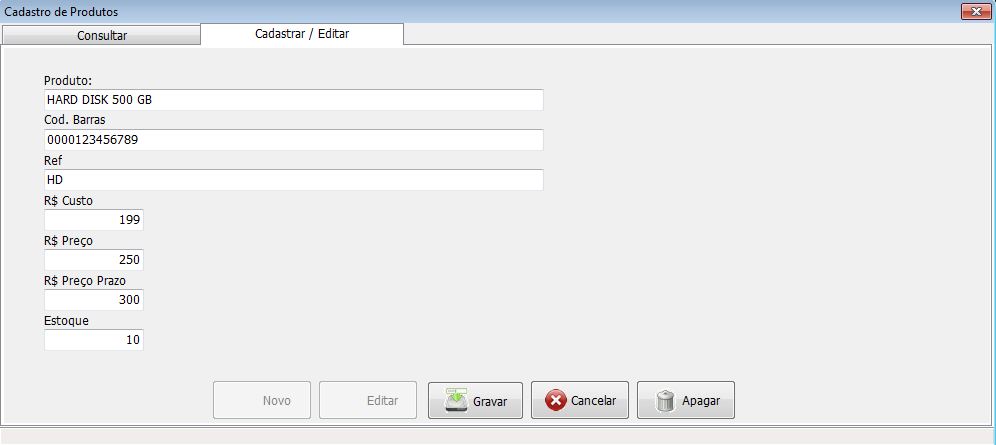 Cadastro de Produtos
Consultar
Cadastrar / Editar
Produto:
HARD DISK 500 GB
Cod. Barras
0000123456789
Ref
HD
R$ Custo
199
R$ Preço
250
R$ Preço Prazo
300
Estoque
10
Novo
Editar
Gravar
Cancelar
Apagar